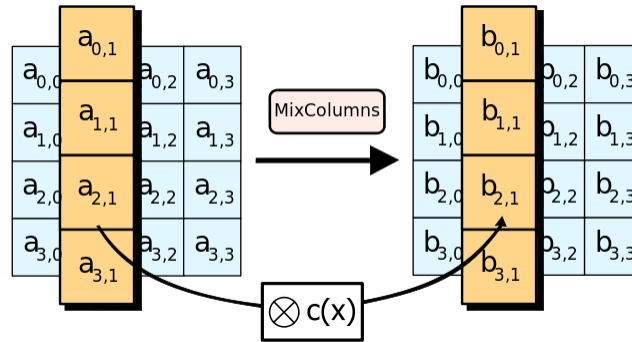 a0,1
a0,0 a0,2 a0,3
a1,1
a1,0 a1,2 a1,3
a2,1
a2,0 a2,2 a2,3
a3,1
a3,0 a3,2 a3,3
MixColumns
b0,1
b0,0 b0,2 b0,3
b1,1
b1,0 b1,2 b1,3
b2,1
b2,0 b2,2 b2,3
b3,1
b3,0 b3,2 b3,3
⊗ c(x)